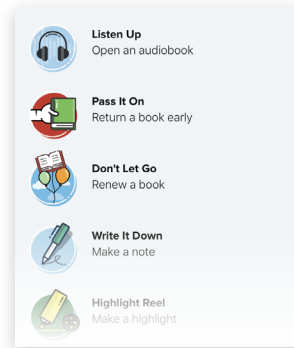 Listen Up
Open an audiobook
Pass It On
Return a book early
Don't Let Go
Renew a book
Write It Down
Make a note
Highlight Reel
Make a highlight